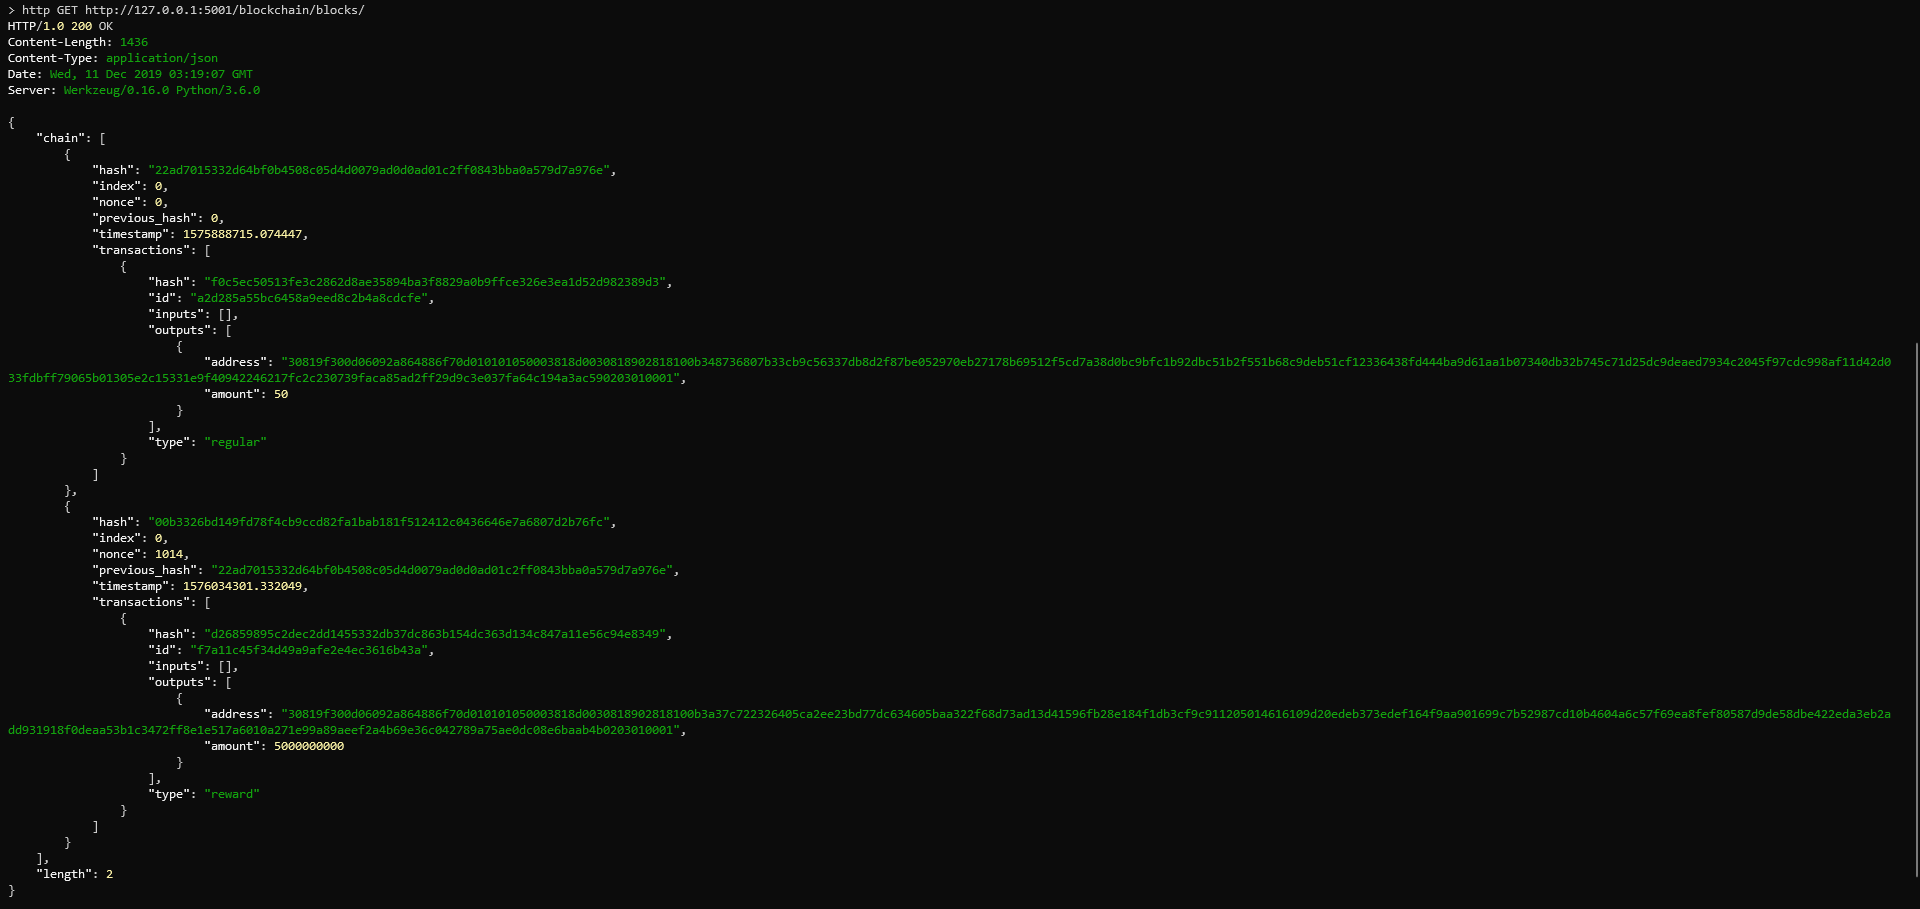 > http GET http://127.0.0.1:5001/blockchain/blocks/
HTTP/1.0 200 OK
Content-Length: 1436
Content-Type: application/json
Date: Wed, 11 Dec 2019 03:19:07 GMT
Server: Werkzeug/0.16.0 Python/3.6.0
{
"chain": [
{
"hash": "22ad7015332d64bf0b4508c05d4d0079ad0d0ad01c2ff0843bba0a579d7a976e",
"index": 0,
"nonce": 0,
"previous_hash": 0,
"timestamp": 1575888715.074447,
"transactions": [
{
"hash": "f0c5ec50513fe3c2862d8ae35894ba3f8829a0b9ffce326e3ea1d52d982389d3",
"id": "a2d285a55bc6458a9eed8c2b4a8cdcfe",
"inputs": [],
"outputs": [
{
"address": "30819f300d06092a864886f70d010101050003818d0030818902818100b348736807b33cb9c56337db8d2f87be052970eb27178b69512f5cd7a38d0bc9bfc1b92dbc51b2f551b68c9deb51cf12336438fd444ba9d61aa1b07340db32b745c71d25dc9deaed7934c2045f97cdc998af11d42d0
33fdbff79065b01305e2c15331e9f40942246217fc2c230739faca85ad2ff29d9c3e037fa64c194a3ac590203010001",
"amount": 50
}
],
"type": "regular"
}
]
},
{
"hash": "00b3326bd149fd78f4cb9ccd82fa1bab181f512412c0436646e7a6807d2b76fc",
"index": 0,
"nonce": 1014,
"previous_hash": "22ad7015332d64bf0b4508c05d4d0079ad0d0ad01c2ff0843bba0a579d7a976e",
"timestamp": 1576034301.332049,
"transactions": [
{
"hash": "d26859895c2dec2dd1455332db37dc863b154dc363d134c847a11e56c94e8349",
"id": "f7a11c45f34d49a9afe2e4ec3616b43a",
"inputs": [],
"outputs": [
{
"address": "30819f300d06092a864886f70d010101050003818d0030818902818100b3a37c722326405ca2ee23bd77dc634605baa322f68d73ad13d41596fb28e184f1db3cf9c911205014616109d20edeb373edef164f9aa901699c7b52987cd10b4604a6c57f69ea8fef80587d9de58dbe422eda3eb2a
dd931918f0deaa53b1c3472ff8e1e517a6010a271e99a89aeef2a4b69e36c042789a75ae0dc08e6baab4b0203010001",
"amount": 5000000000
}
],
"type": "reward"
}
]
}
],
"length": 2
}